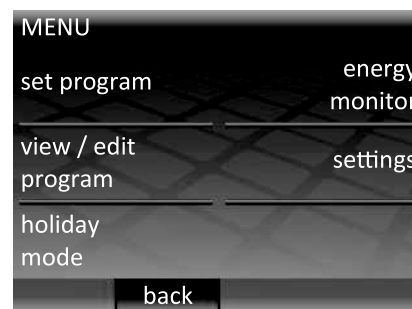 MENU
set program
energy
monitor
view / edit
program
settings
holiday
mode
back